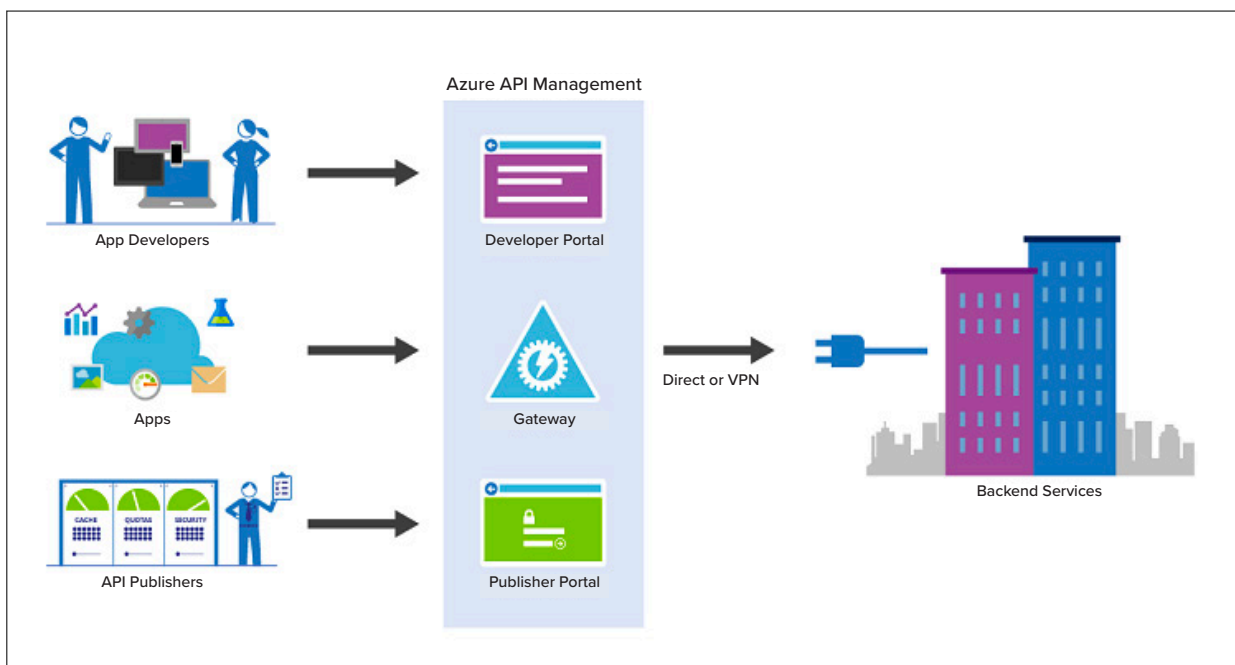 Azure API Management
App Developers
Developer Portal
Apps
Gateway
Direct or VPN
Backend Services
CACHE
QUOTAS
SECURITY
API Publishers
Publisher Portal